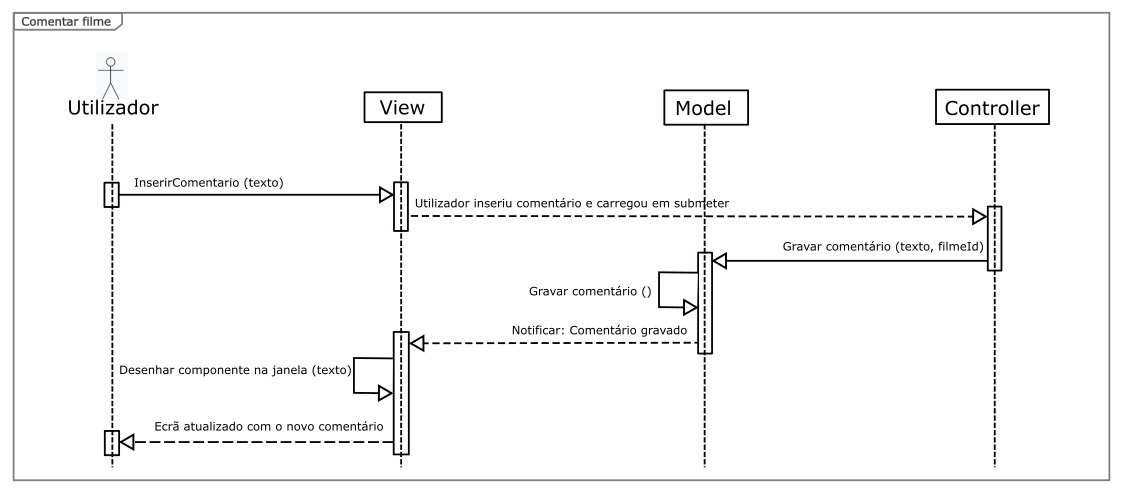 Comentar filme
Utilizador
View
Model
Controller
InserirComentario (texto)
Utilizador inseriu comentário e carregou em submeter
Gravar comentário (texto, filmeId)
Gravar comentário ()
Notificar: Comentário gravado
Desenhar componente na janela (texto)
Ecrã atualizado com o novo comentário